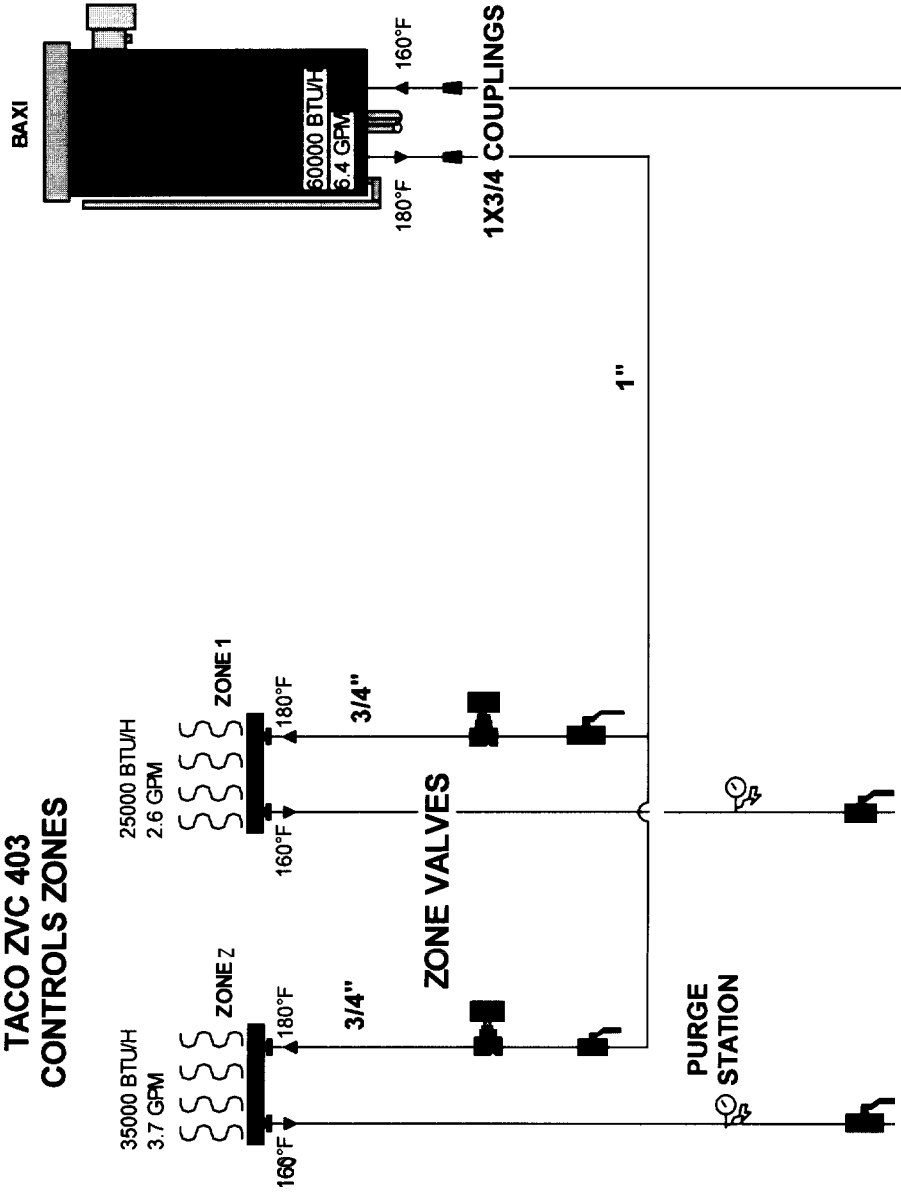 TACO ZVC 403
CONTROLS ZONES
35000 BTU/H
3.7 GPM
ZONE Z
160°F
180°F
3/4"
25000 BTU/H
2.6 GPM
ZONE 1
160°F
180°F
3/4"
ZONE VALVES
PURGE
STATION
BAXI
60000 BTU/H
6.4 GPM
180°F
160°F
1X3/4 COUPLINGS
1"